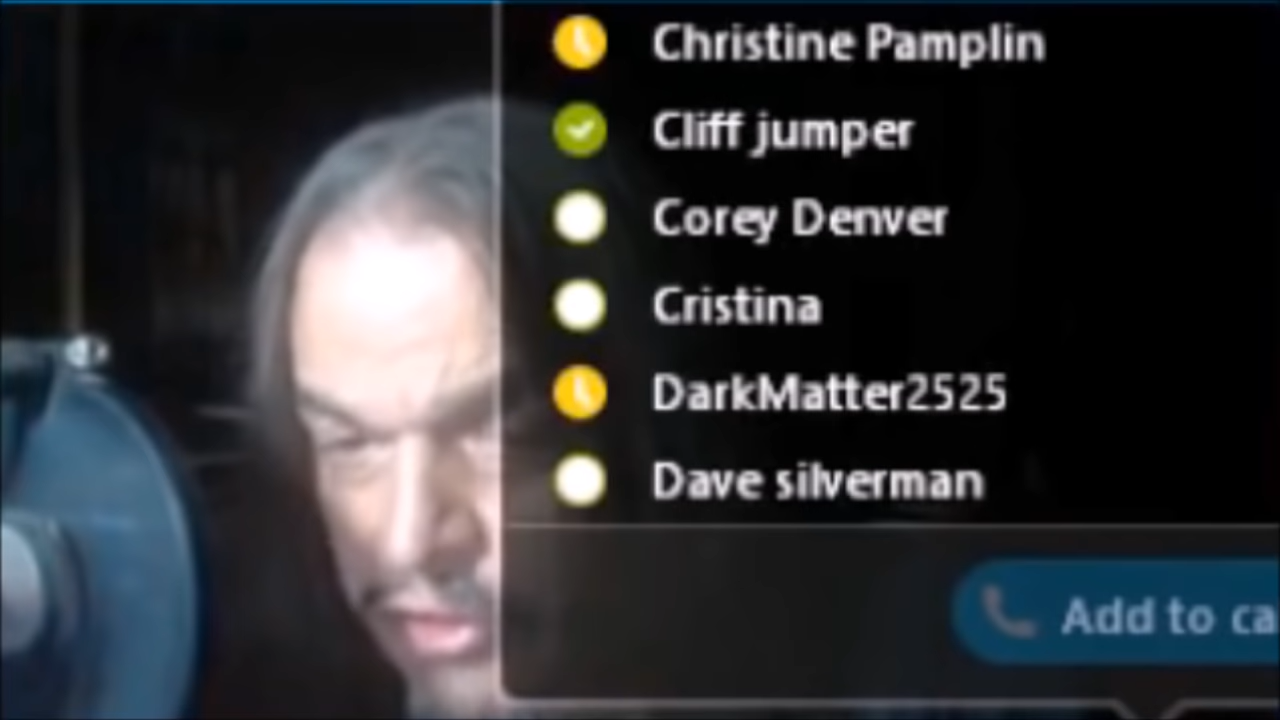 Christine Pamplin
Cliff jumper
Corey Denver
Cristina
DarkMatter2525
Dave silverman
Add to ca